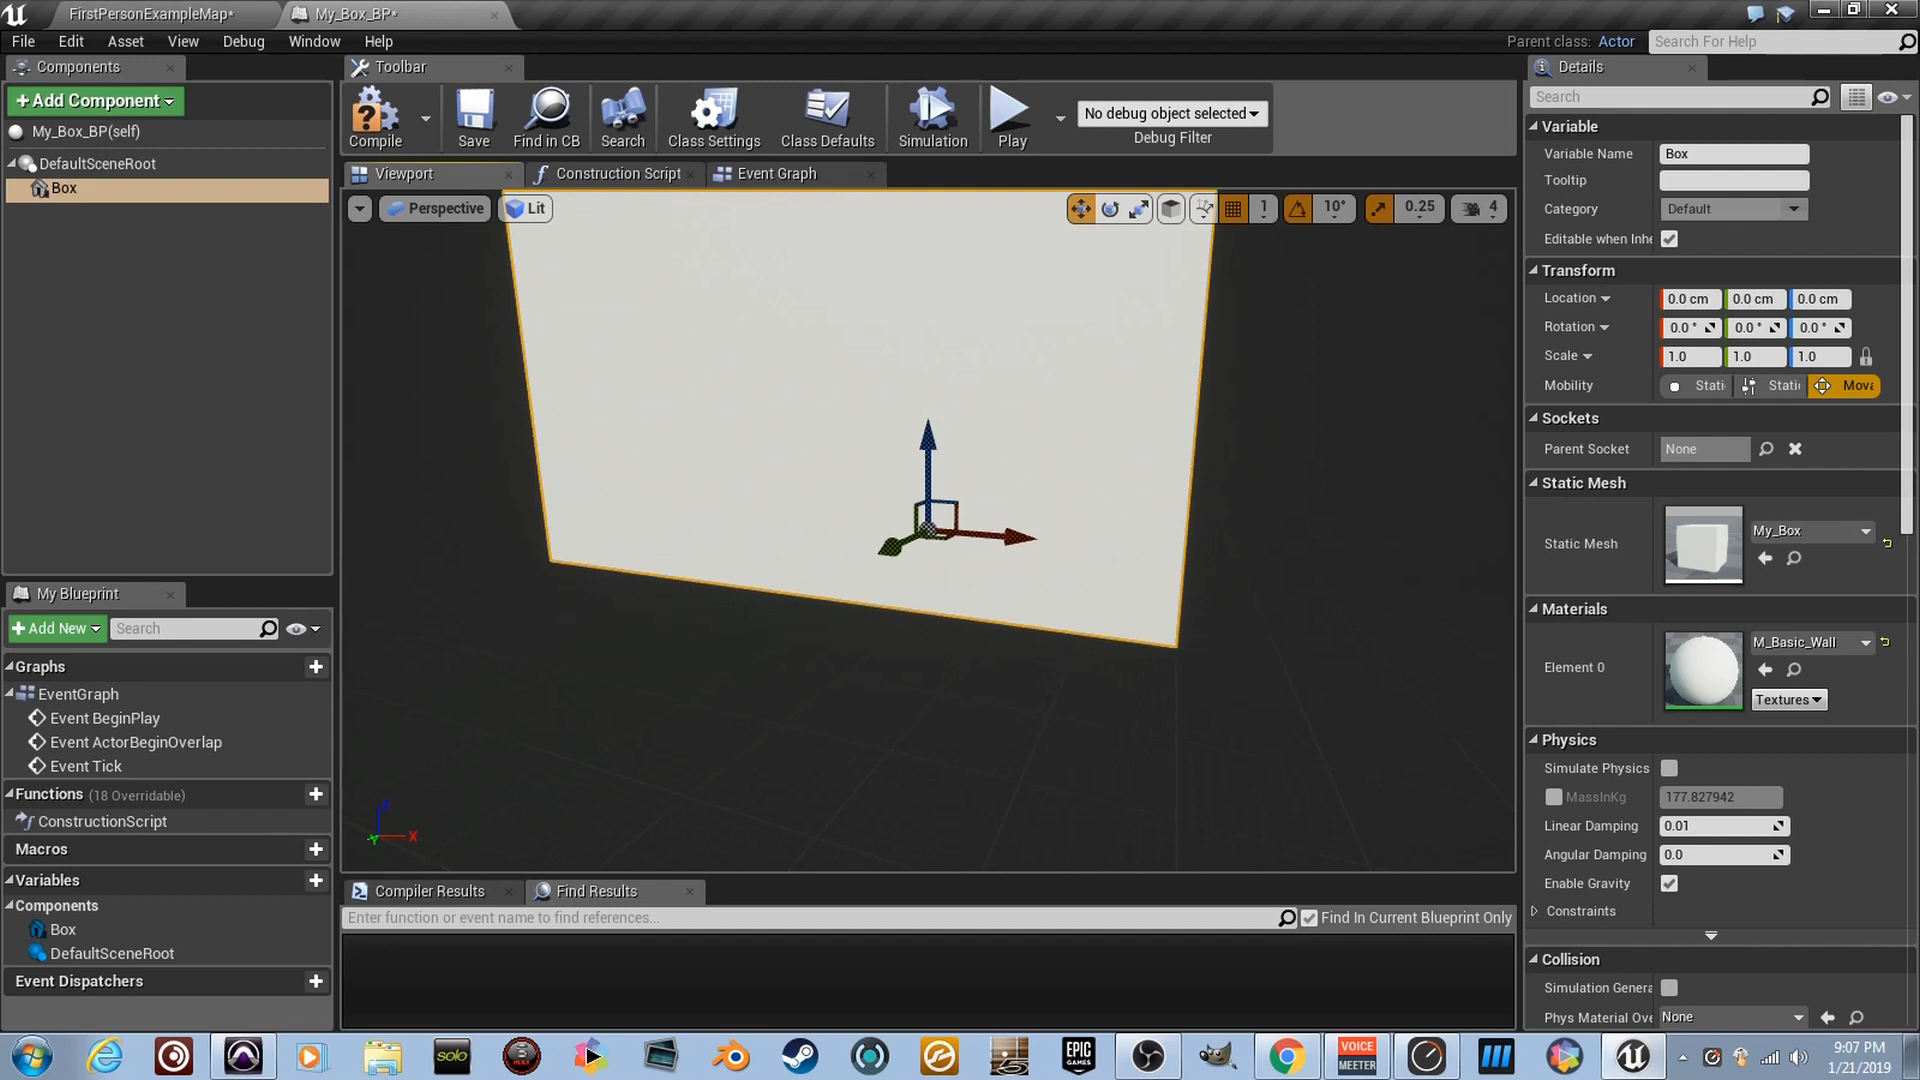 FirstPersonExampleMap*
My_Box_BP*
File Edit Asset View Debug Window Help
Parent class: Actor
Search For Help
Components
Toolbar
Details
Add Component
My_Box_BP(self)
DefaultSceneRoot
Box
Compile
Save
Find in CB
Search
Class Settings
Class Defaults
Simulation
Play
No debug object selected
Debug Filter
Viewport
Construction Script
Event Graph
Perspective
Lit
1
10°
0.25
4
Search
Variable
Variable Name Box
Tooltip
Category Default
Editable when Inhe
Transform
Location 0.0 cm 0.0 cm 0.0 cm
Rotation 0.0 ° 0.0 ° 0.0 °
Scale 1.0 1.0 1.0
Mobility Stati Stati Mova
Sockets
Parent Socket None
Static Mesh
Static Mesh My_Box
Materials
Element 0 M_Basic_Wall
Textures
Physics
Simulate Physics
MassInKg 177.827942
Linear Damping 0.01
Angular Damping 0.0
Enable Gravity
Constraints
Collision
Simulation Genera
Phys Material Ove None
My Blueprint
Add New Search
Graphs
EventGraph
Event BeginPlay
Event ActorBeginOverlap
Event Tick
Functions (18 Overridable)
ConstructionScript
Macros
Variables
Components
Box
DefaultSceneRoot
Event Dispatchers
Z
X
Y
Compiler Results
Find Results
Enter function or event name to find references...
Find In Current Blueprint Only
solo
EPIC
GAMES
VOICE
MEETER
9:07 PM
1/21/2019